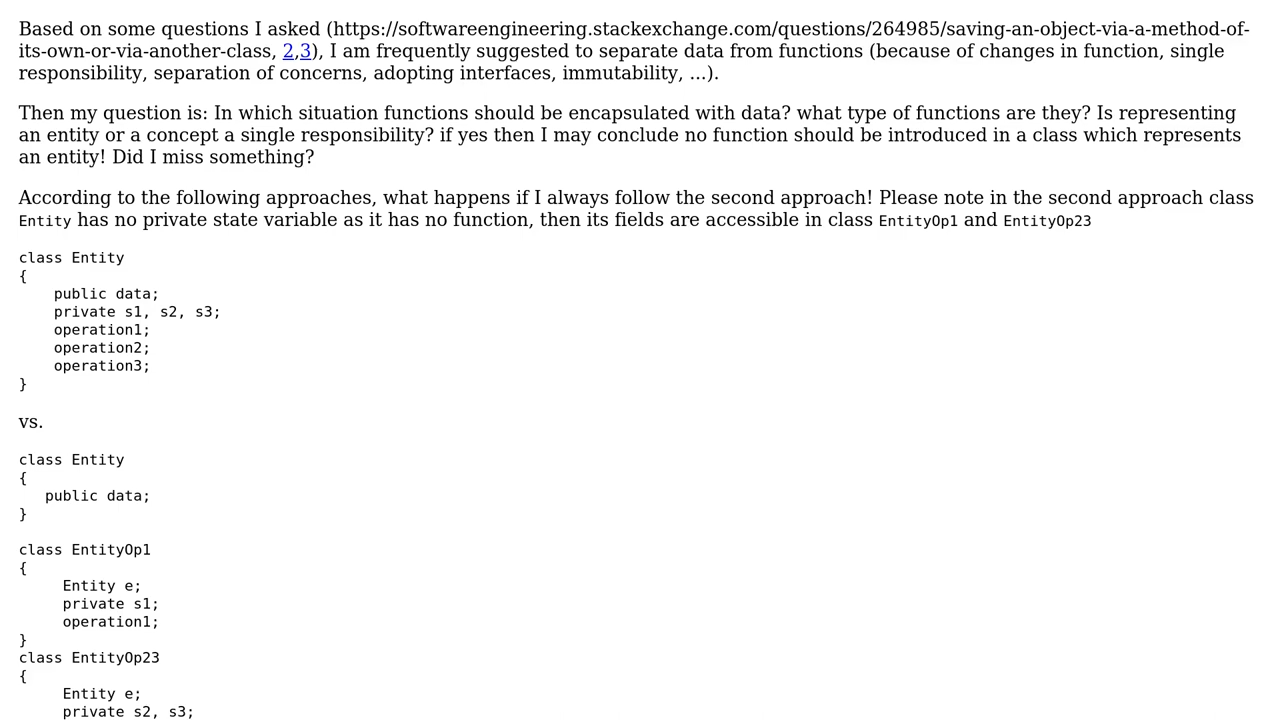 Based on some questions I asked (https://softwareengineering.stackexchange.com/questions/264985/saving-an-object-via-a-method-of-
its-own-or-via-another-class, 2,3), I am frequently suggested to separate data from functions (because of changes in function, single
responsibility, separation of concerns, adopting interfaces, immutability, ...).
Then my question is: In which situation functions should be encapsulated with data? what type of functions are they? Is representing
an entity or a concept a single responsibility? if yes then I may conclude no function should be introduced in a class which represents
an entity! Did I miss something?
According to the following approaches, what happens if I always follow the second approach! Please note in the second approach class
Entity has no private state variable as it has no function, then its fields are accessible in class EntityOp1 and EntityOp23
class Entity
{
    public data;
    private s1, s2, s3;
    operation1;
    operation2;
    operation3;
}
vs.
class Entity
{
   public data;
}
class EntityOp1
{
     Entity e;
     private s1;
     operation1;
}
class EntityOp23
{
     Entity e;
     private s2, s3;